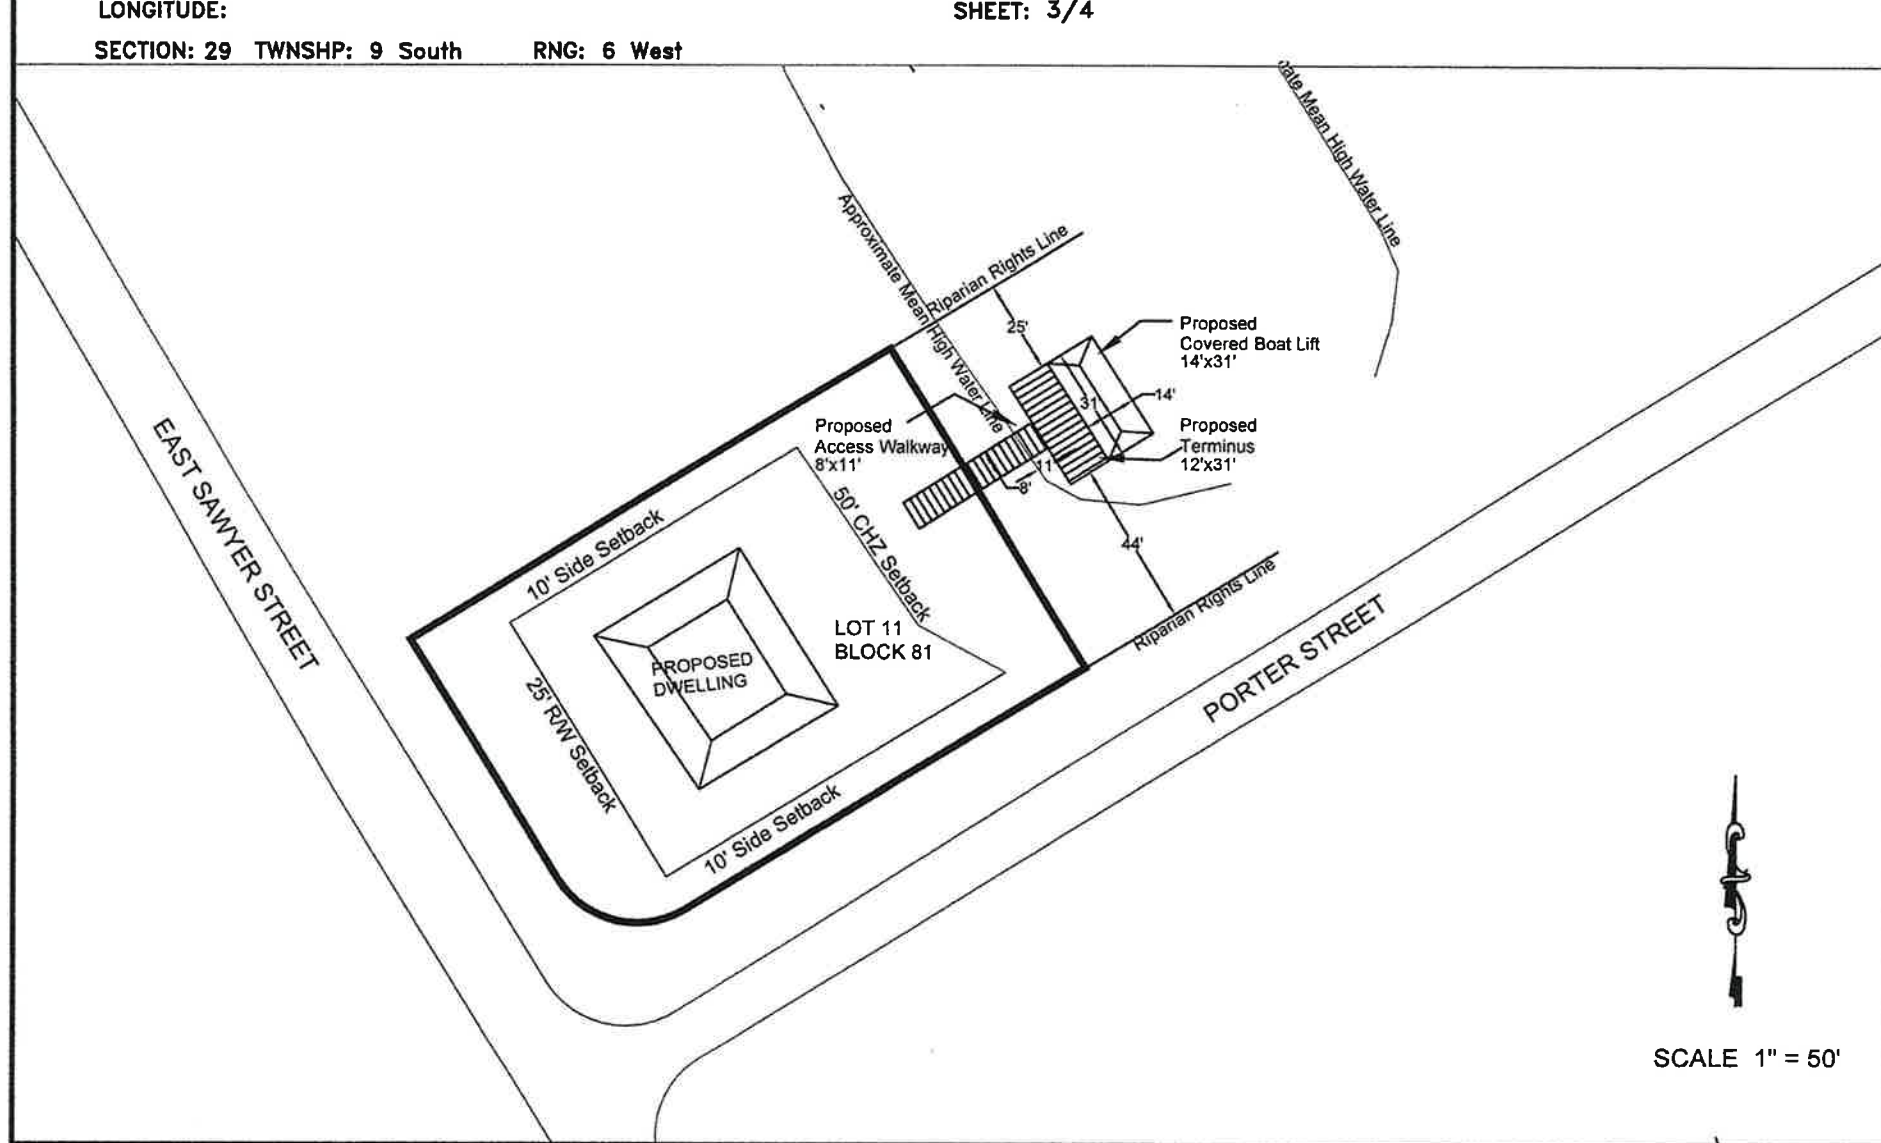 LONGITUDE:
SHEET: 3/4
SECTION: 29 TWNSHP: 9 South RNG: 6 West
ate Mean High Water Line
Approximate Mean High Water Line
Riparian Rights Line
25'
Proposed
Covered Boat Lift
14'x31'
31'
14'
Proposed
Access Walkway
8'x11'
Proposed
Terminus
12'x31'
11'
8'
44'
EAST SAWYER STREET
10' Side Setback
50' CHZ Setback
Riparian Rights Line
LOT 11
BLOCK 81
PROPOSED
DWELLING
25' R/W Setback
PORTER STREET
10' Side Setback
SCALE 1" = 50'